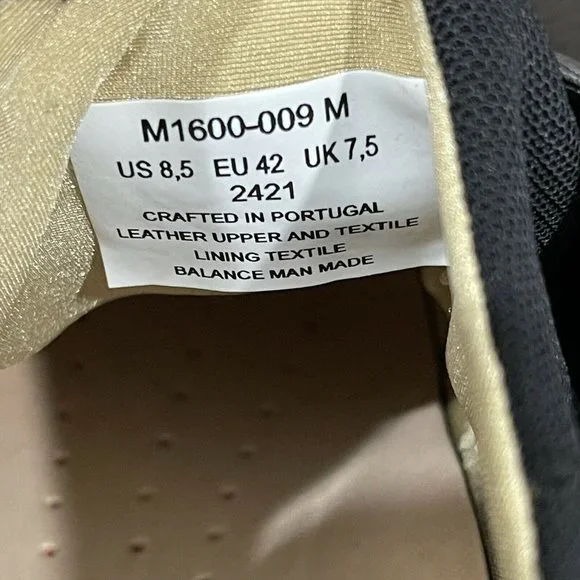 M1600-009 M
US 8,5 EU 42 UK 7,5
2421
CRAFTED IN PORTUGAL
LEATHER UPPER AND TEXTILE
LINING TEXTILE
BALANCE MAN MADE